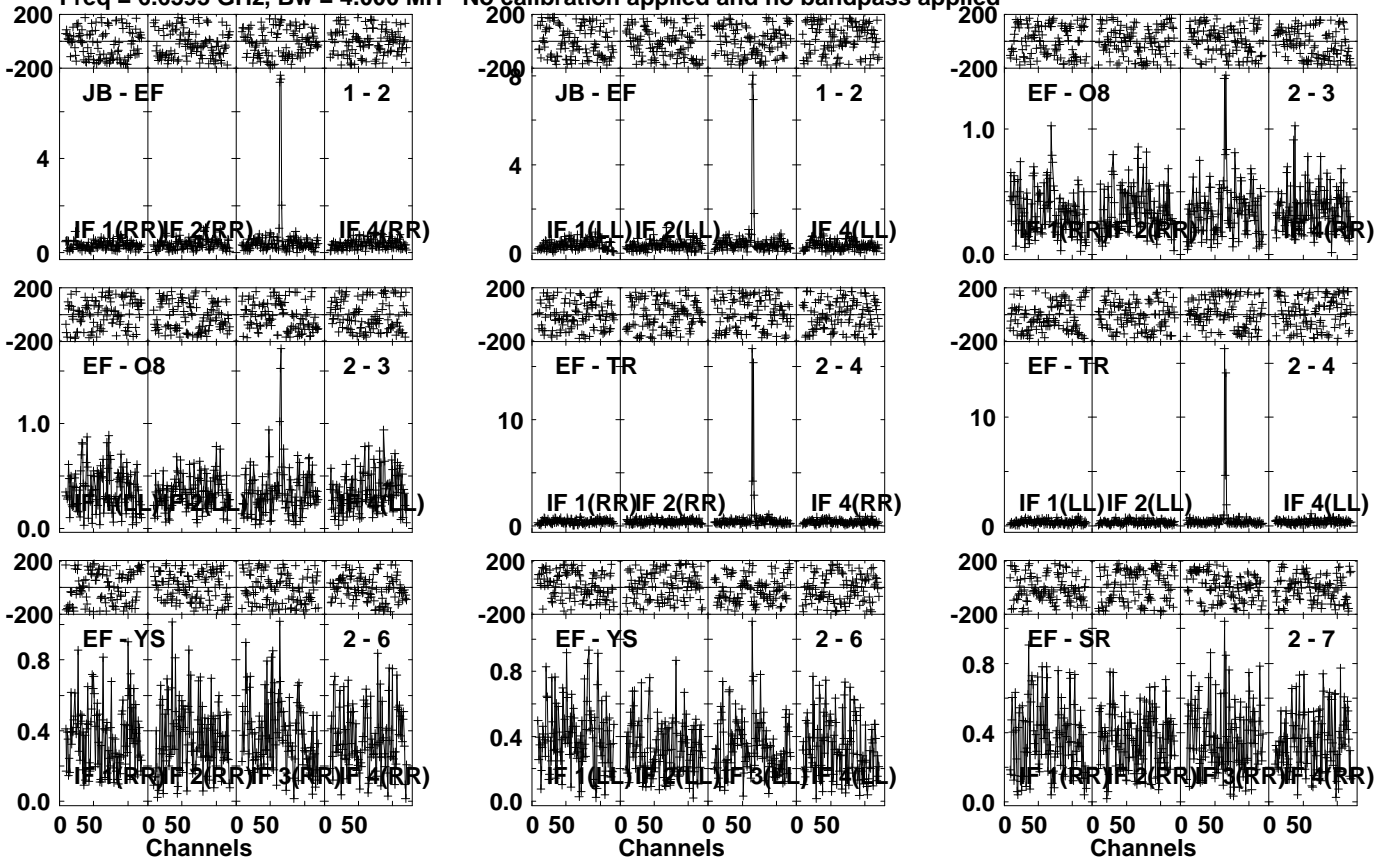 Freq = 6.6593 GHz, Bw = 4.000 MH No calibration applied and no bandpass applied
200
-200
JB - EF 1 - 2
4
0
IF 1(RR) IF 2(RR) IF 4(RR)
200
-200
8
JB - EF 1 - 2
4
0
IF 1(LL) IF 2(LL) IF 4(LL)
200
-200
EF - O8 2 - 3
1.0
0.0
IF 1(RR) IF 2(RR) IF 4(RR)
200
-200
EF - O8 2 - 3
1.0
0.0
IF 1(LL) IF 2(LL) IF 4(LL)
200
-200
EF - TR 2 - 4
10
0
IF 1(RR) IF 2(RR) IF 4(RR)
200
-200
EF - TR 2 - 4
10
0
IF 1(LL) IF 2(LL) IF 4(LL)
200
-200
EF - YS 2 - 6
0.8
0.4
0.0
IF 1(RR) IF 2(RR) IF 3(RR) IF 4(RR)
0 50 0 50 0 50 0 50
Channels
200
-200
EF - YS 2 - 6
0.8
0.4
0.0
IF 1(LL) IF 2(LL) IF 3(LL) IF 4(LL)
0 50 0 50 0 50 0 50
Channels
200
-200
EF - SR 2 - 7
0.8
0.4
0.0
IF 1(RR) IF 2(RR) IF 3(RR) IF 4(RR)
0 50 0 50 0 50 0 50
Channels